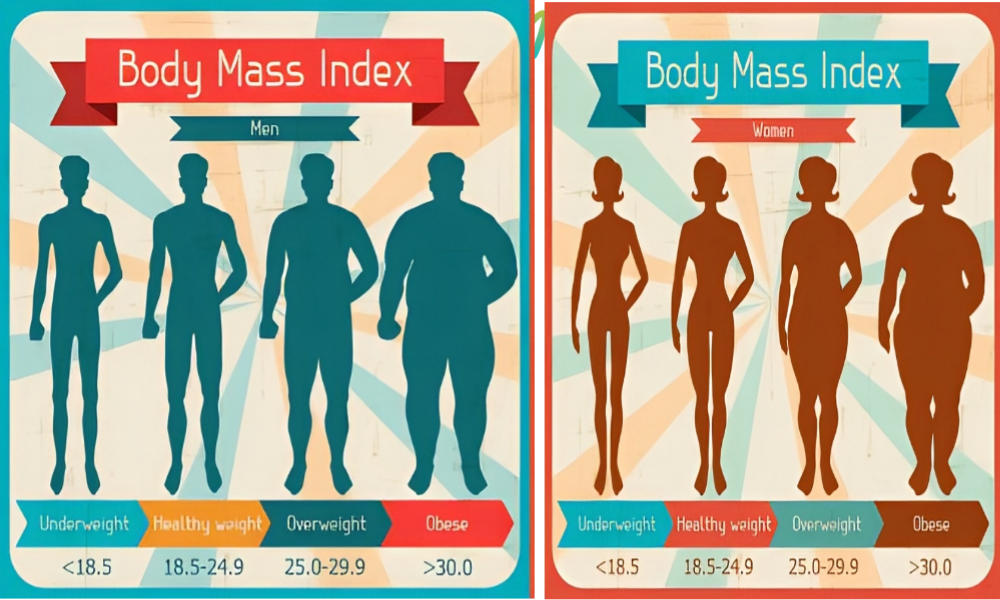 Body Mass Index
Men
Underweight Healthy weight Overweight Obese
<18.5 18.5-24.9 25.0-29.9 >30.0
Body Mass Index
Women
Underweight Healthy weight Overweight Obese
<18.5 18.5-24.9 25.0-29.9 >30.0